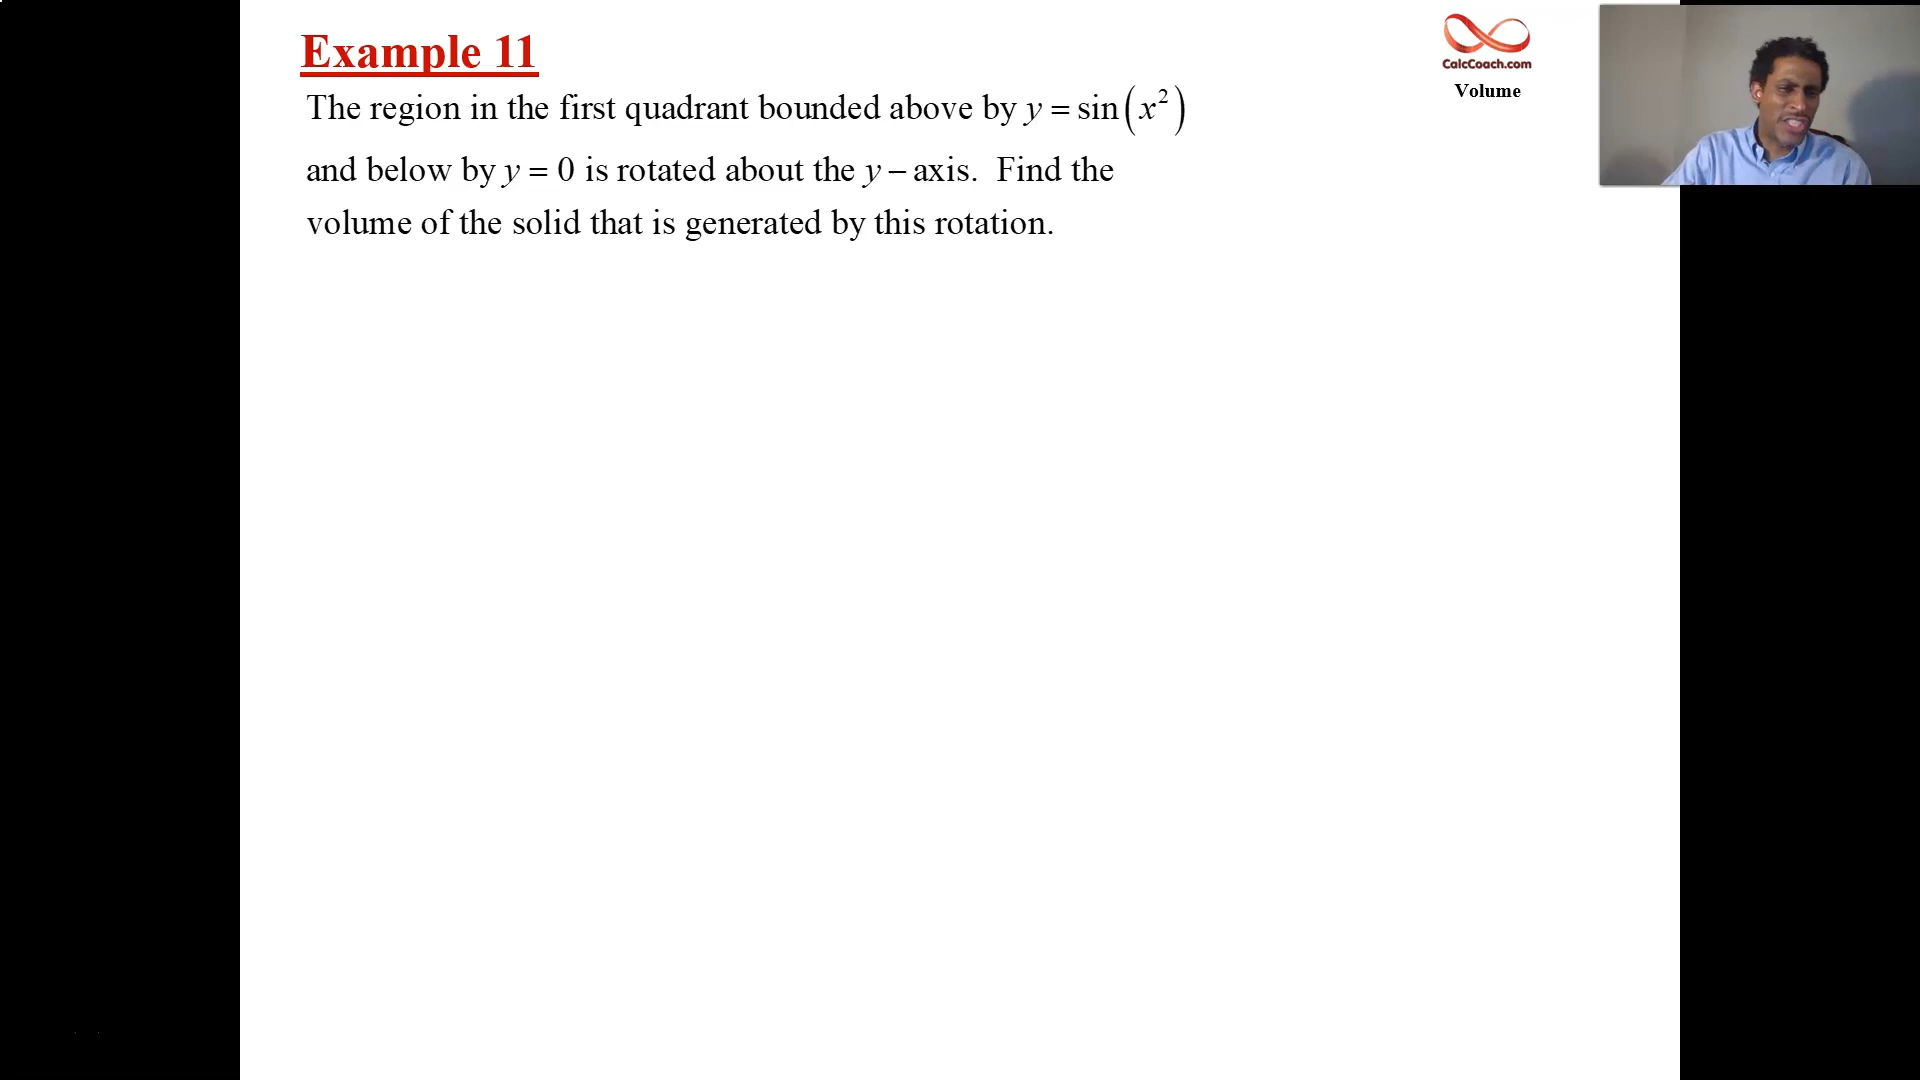 Example 11
The region in the first quadrant bounded above by y = sin(x²)
and below by y = 0 is rotated about the y – axis. Find the
volume of the solid that is generated by this rotation.
CalcCoach.com
Volume